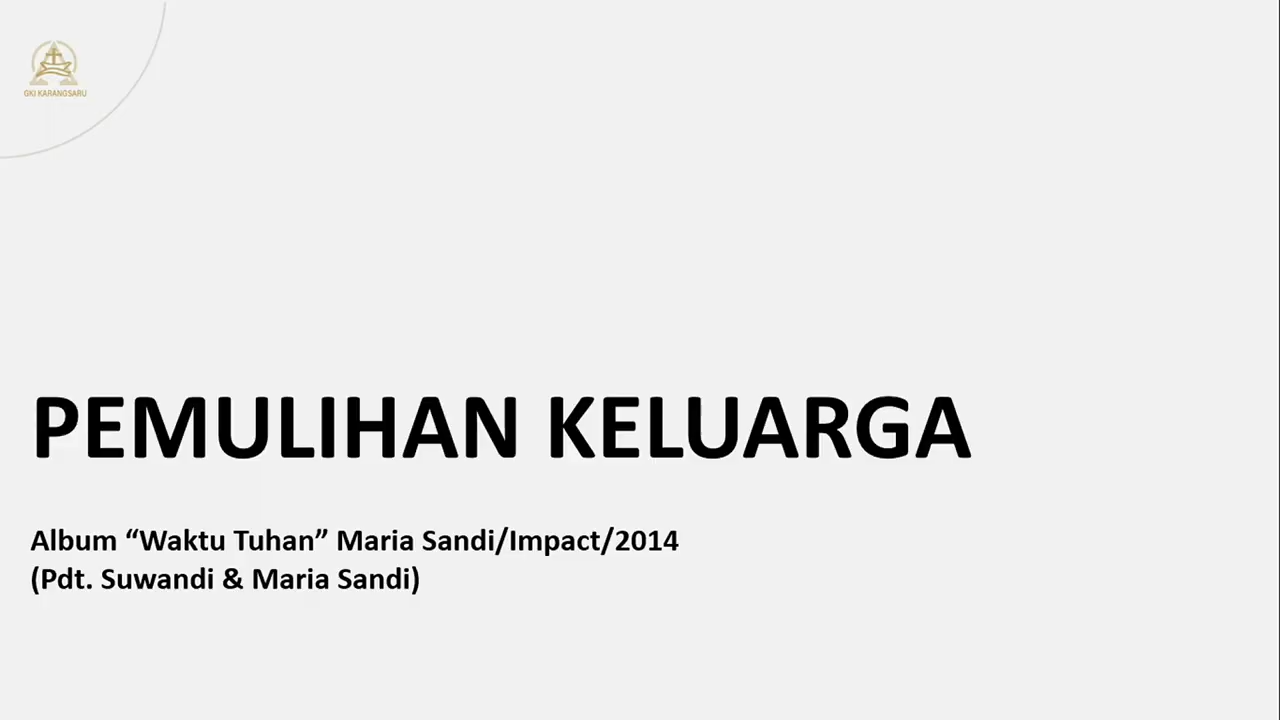 GKI KARANGSARU
PEMULIHAN KELUARGA
Album “Waktu Tuhan” Maria Sandi/Impact/2014
(Pdt. Suwandi & Maria Sandi)